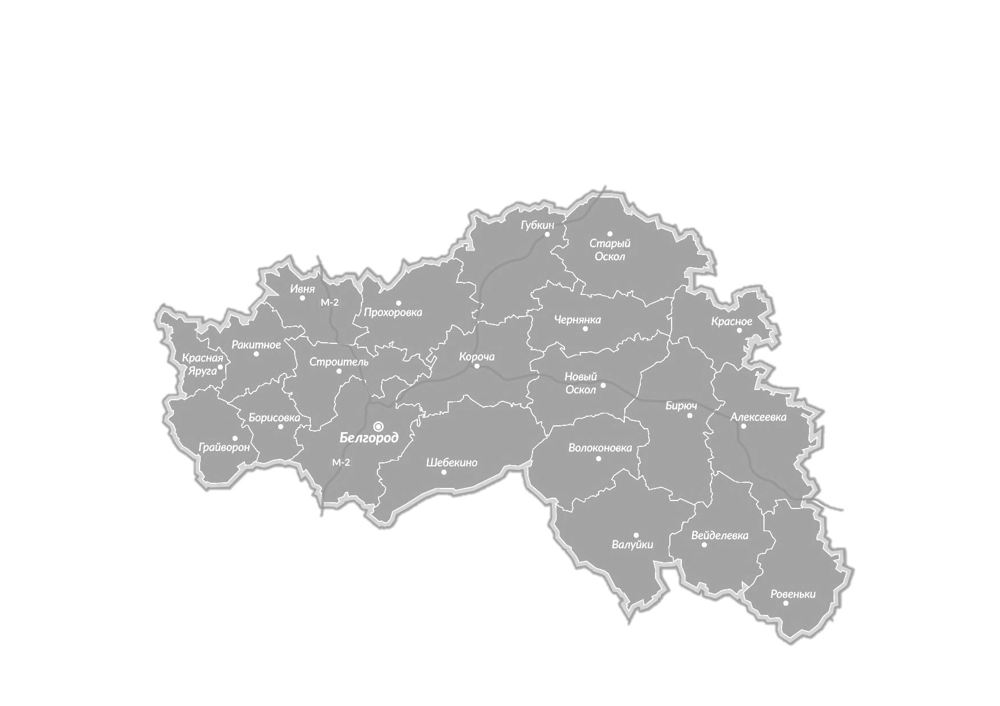 Губкин
Старый
Оскол
Ивня
М-2
Прохоровка
Чернянка
Красное
Ракитное
Красная
Яруга
Строитель
Короча
Новый
Оскол
Бирюч
Алексеевка
Борисовка
Белгород
Грайворон
М-2
Шебекино
Волоконовка
Валуйки
Вейделевка
Ровеньки